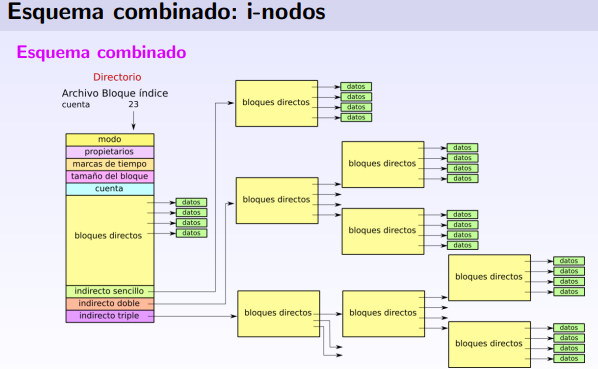 Esquema combinado: i-nodos
Esquema combinado
Directorio
Archivo Bloque índice
cuenta 23
modo
propietarios
marcas de tiempo
tamaño del bloque
cuenta
bloques directos
datos
datos
datos
datos
indirecto sencillo
indirecto doble
indirecto triple
bloques directos
datos
datos
datos
datos
bloques directos
bloques directos
datos
datos
datos
datos
bloques directos
datos
datos
datos
datos
bloques directos
bloques directos
bloques directos
datos
datos
datos
datos
bloques directos
datos
datos
datos
datos